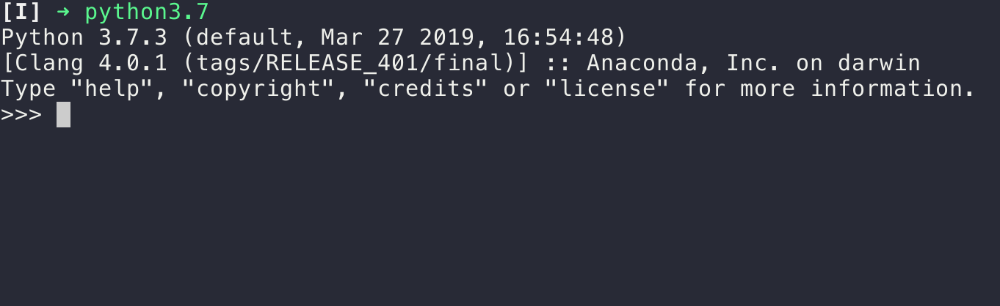 [I] → python3.7
Python 3.7.3 (default, Mar 27 2019, 16:54:48)
[Clang 4.0.1 (tags/RELEASE_401/final)] :: Anaconda, Inc. on darwin
Type "help", "copyright", "credits" or "license" for more information.
>>>